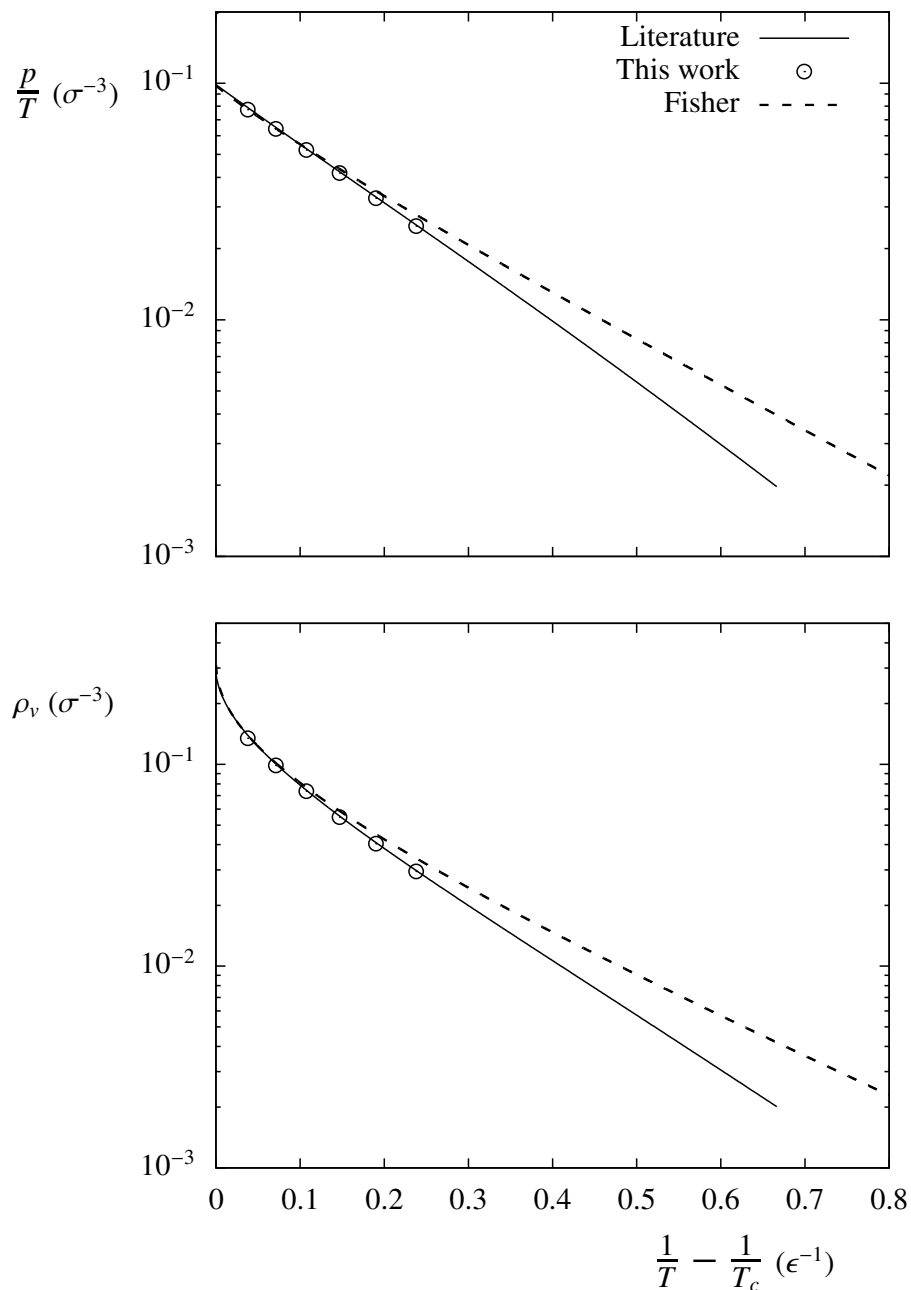 Literature
This work
Fisher
p/T (σ⁻³)
10⁻¹
10⁻²
10⁻³
ρᵥ (σ⁻³)
10⁻¹
10⁻²
10⁻³
0 0.1 0.2 0.3 0.4 0.5 0.6 0.7 0.8
1/T − 1/T_c (ϵ⁻¹)